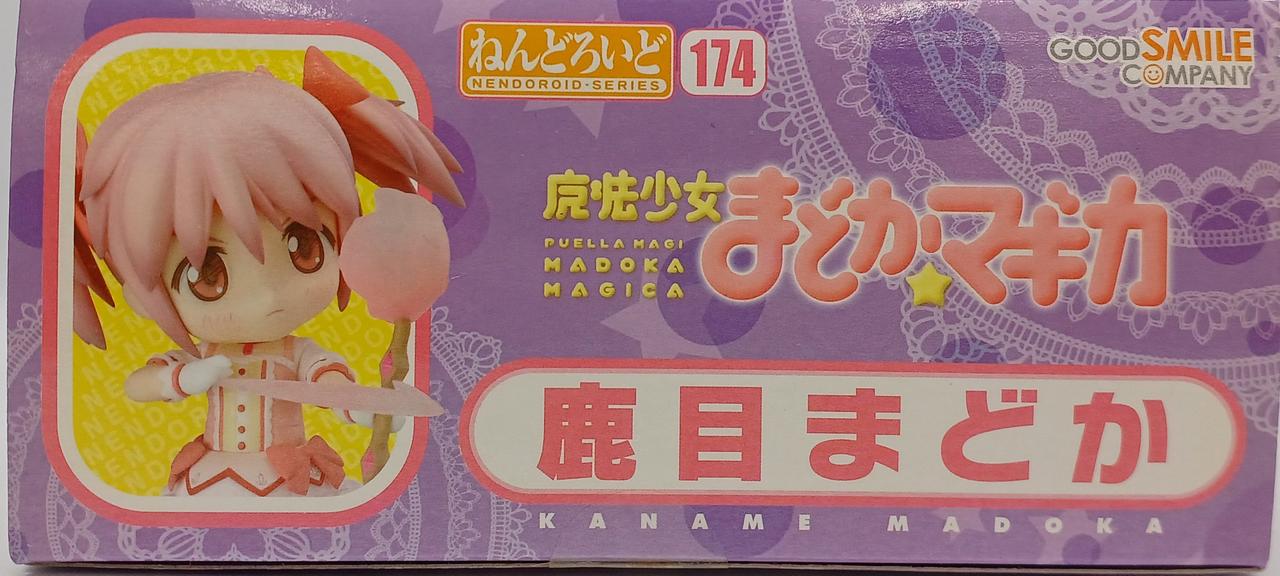 ねんどろいど
NENDOROID·SERIES
174
GOOD SMILE
COMPANY
魔法少女
まどか☆マギカ
PUELLA MAGI
MADOKA
MAGICA
鹿目まどか
KANAME MADOKA